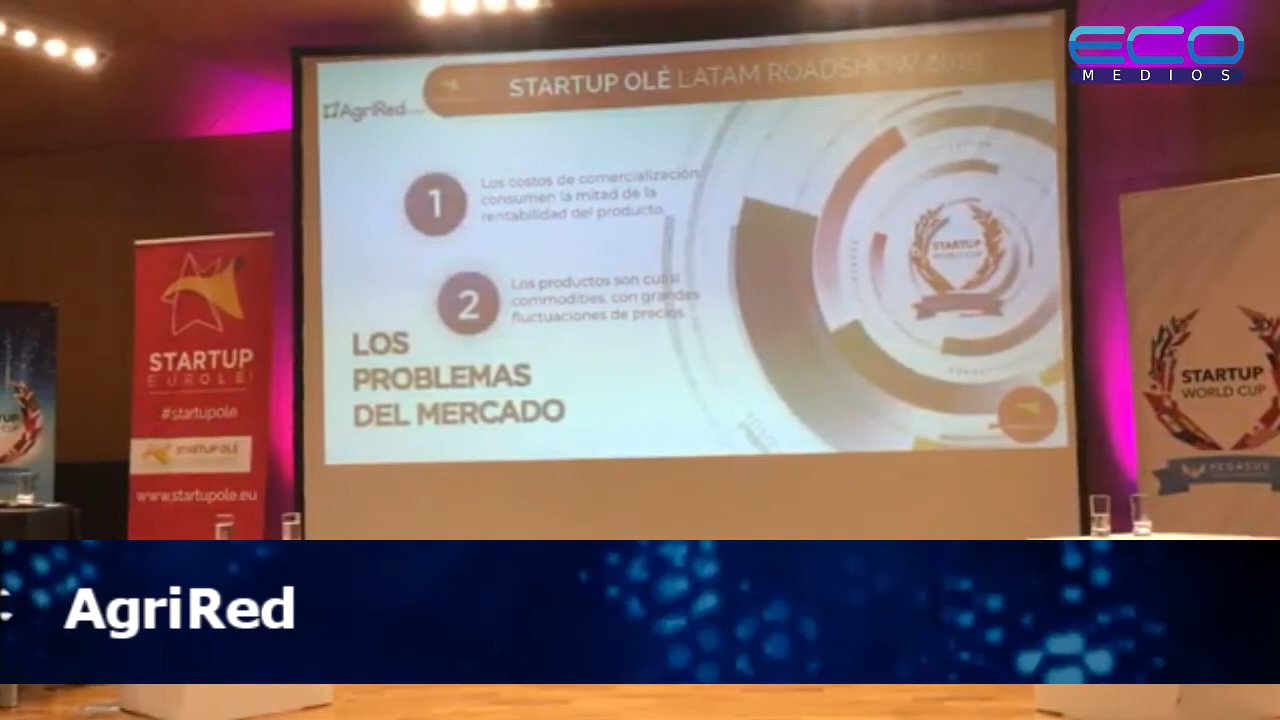 ECO
MEDIOS
STARTUP OLÈ LATAM ROADSHOW
AgriRed
1
Los costos de comercialización
consumen la mitad de la
rentabilidad del producto.
2
Los productos son cuasi
commodities, con grandes
fluctuaciones de precios.
LOS
PROBLEMAS
DEL MERCADO
STARTUP
WORLD CUP
STARTUP
EUROLE!
#startupole
STARTUP OLÈ
www.startupole.eu
STARTUP
WORLD CUP
PEGASUS
AgriRed